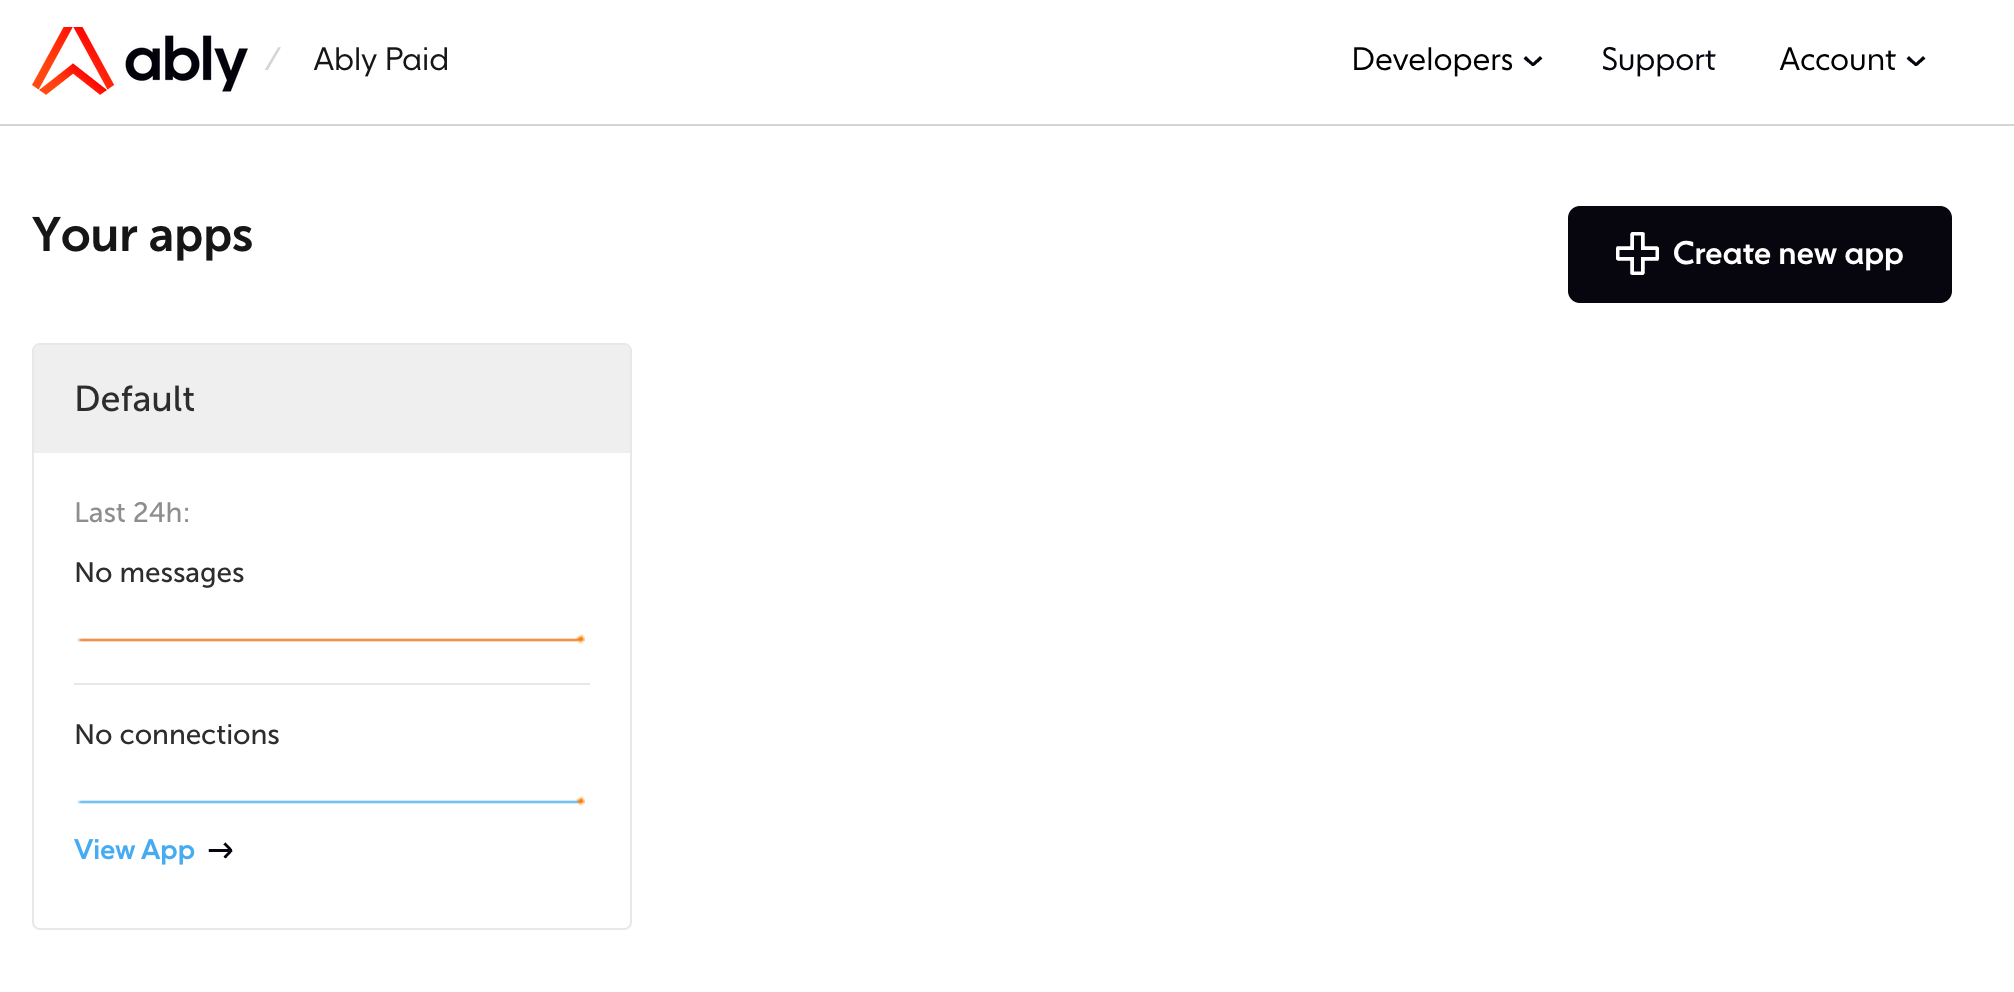 ably / Ably Paid Developers Support Account
Your apps
Create new app
Default
Last 24h:
No messages
No connections
View App →